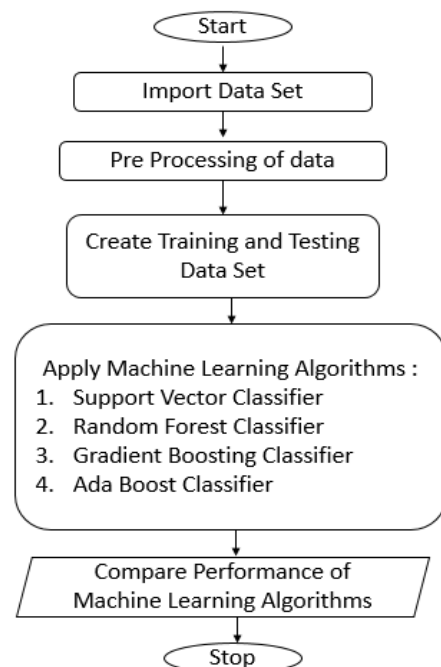 Start
Import Data Set
Pre Processing of data
Create Training and Testing
Data Set
Apply Machine Learning Algorithms :
1. Support Vector Classifier
2. Random Forest Classifier
3. Gradient Boosting Classifier
4. Ada Boost Classifier
Compare Performance of
Machine Learning Algorithms
Stop